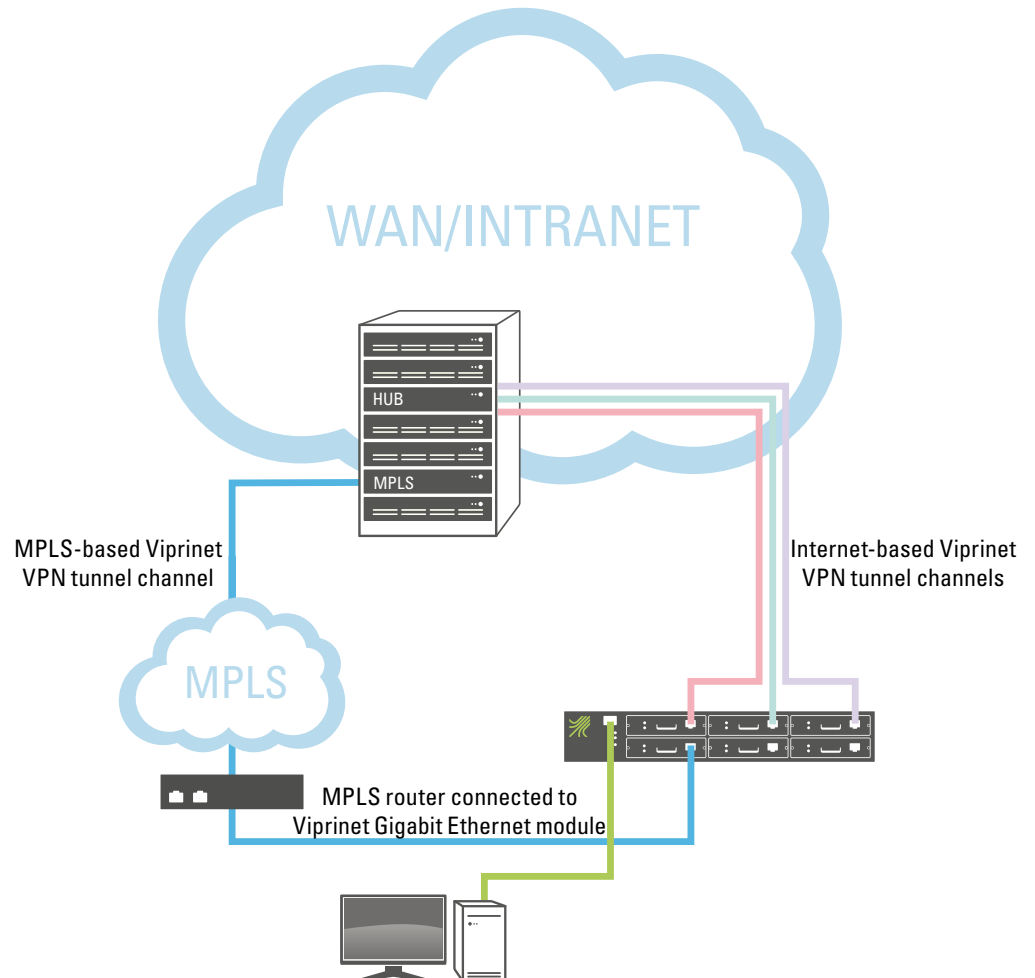 WAN/INTRANET
HUB
MPLS
MPLS-based Viprinet
VPN tunnel channel
Internet-based Viprinet
VPN tunnel channels
MPLS
MPLS router connected to
Viprinet Gigabit Ethernet module